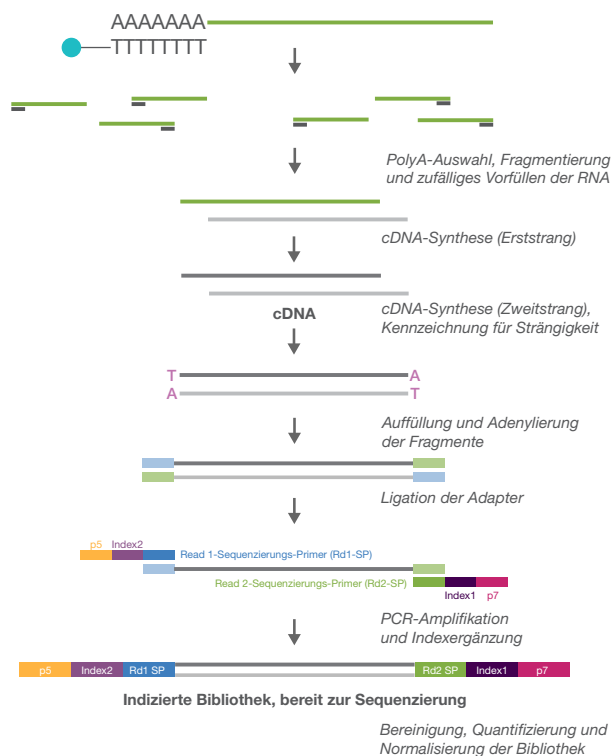 AAAAAAA
TTTTTTTT
PolyA-Auswahl, Fragmentierung
und zufälliges Vorfüllen der RNA
cDNA-Synthese (Erststrang)
cDNA
cDNA-Synthese (Zweitstrang),
Kennzeichnung für Strängigkeit
T A
A T
Auffüllung und Adenylierung
der Fragmente
Ligation der Adapter
p5 Index2
Read 1-Sequenzierungs-Primer (Rd1-SP)
Read 2-Sequenzierungs-Primer (Rd2-SP)
Index1 p7
PCR-Amplifikation
und Indexergänzung
p5 Index2 Rd1 SP Rd2 SP Index1 p7
Indizierte Bibliothek, bereit zur Sequenzierung
Bereinigung, Quantifizierung und
Normalisierung der Bibliothek